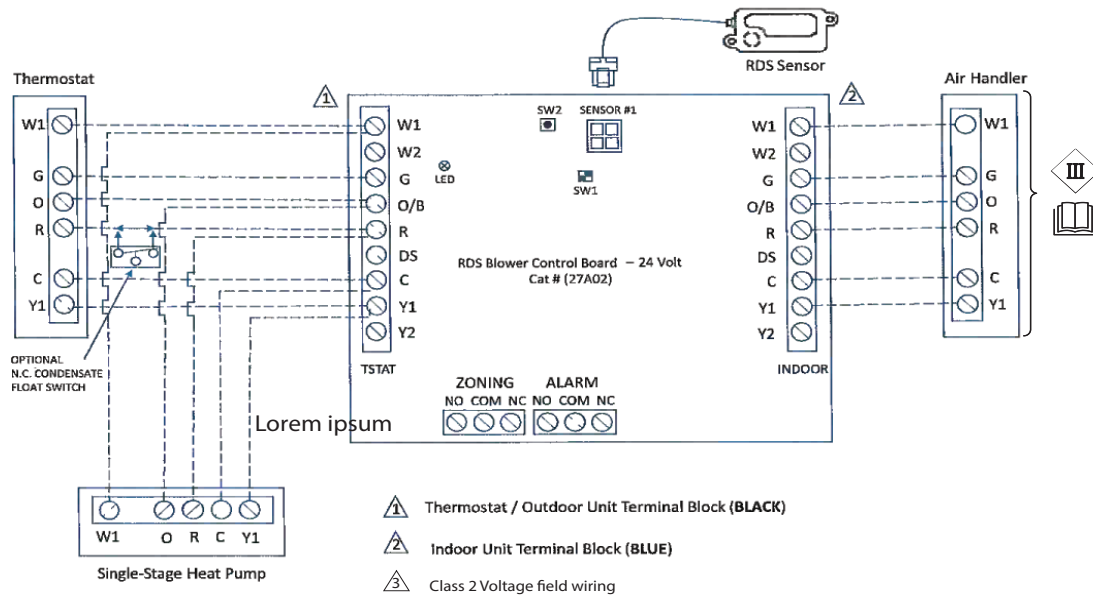 RDS Sensor
Thermostat
Air Handler
1
2
W1
G
O
R
C
Y1
OPTIONAL
N.C. CONDENSATE
FLOAT SWITCH
W1
W2
G
O/B
R
DS
C
Y1
Y2
TSTAT
SW2
SENSOR #1
LED
SW1
RDS Blower Control Board – 24 Volt
Cat # (27A02)
W1
W2
G
O/B
R
DS
C
Y1
Y2
INDOOR
W1
G
O
R
C
Y1
III
ZONING
NO COM NC
ALARM
NO COM NC
Lorem ipsum
W1 O R C Y1
Single-Stage Heat Pump
1 Thermostat / Outdoor Unit Terminal Block (BLACK)
2 Indoor Unit Terminal Block (BLUE)
3 Class 2 Voltage field wiring